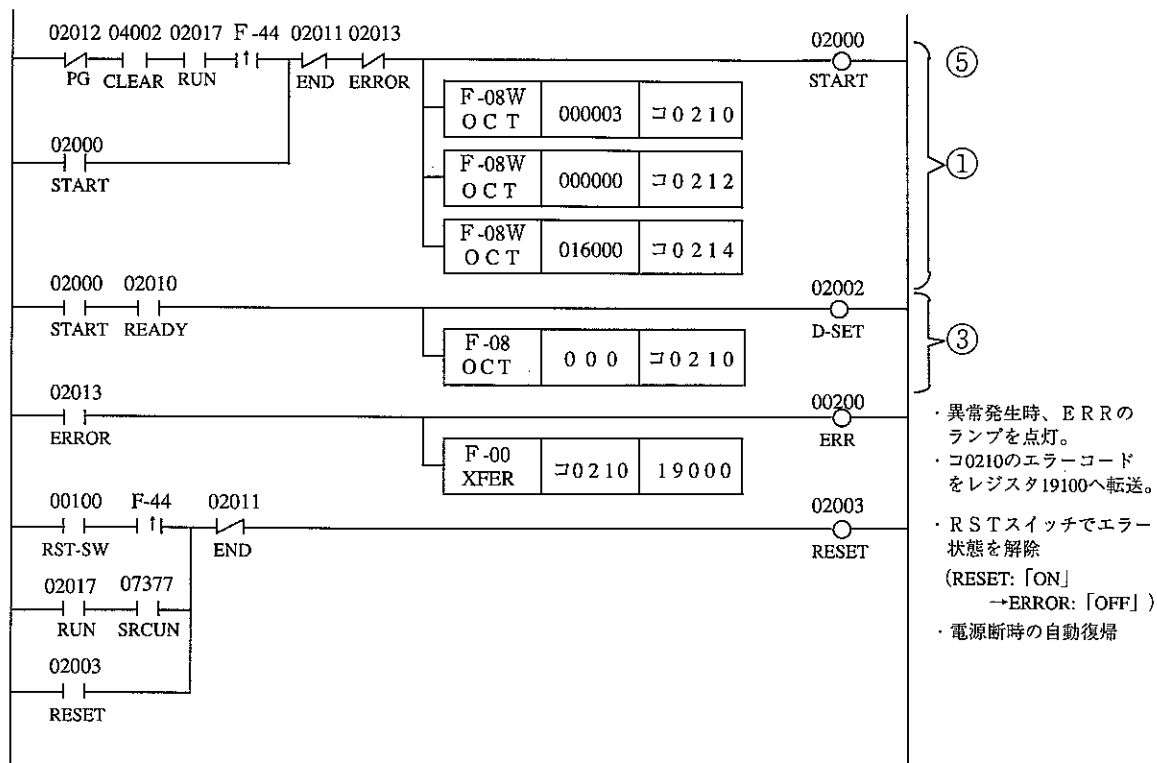 02012 04002 02017 F-44 02011 02013 02000
PG CLEAR RUN ↑ END ERROR START
⑤
F-08W
OCT 000003 コ0210
02000
START
①
F-08W
OCT 000000 コ0212
F-08W
OCT 016000 コ0214
02000 02010 02002
START READY D-SET
③
F-08
OCT 000 コ0210
02013 00200
ERROR ERR
・異常発生時、ERRの
ランプを点灯。
・コ0210のエラーコード
をレジスタ19100へ転送。
F-00
XFER コ0210 19000
00100 F-44 02011 02003
RST-SW ↑ END RESET
・RSTスイッチでエラー
状態を解除
(RESET:「ON」
→ERROR:「OFF」)
・電源断時の自動復帰
02017 07377
RUN SRCUN
02003
RESET